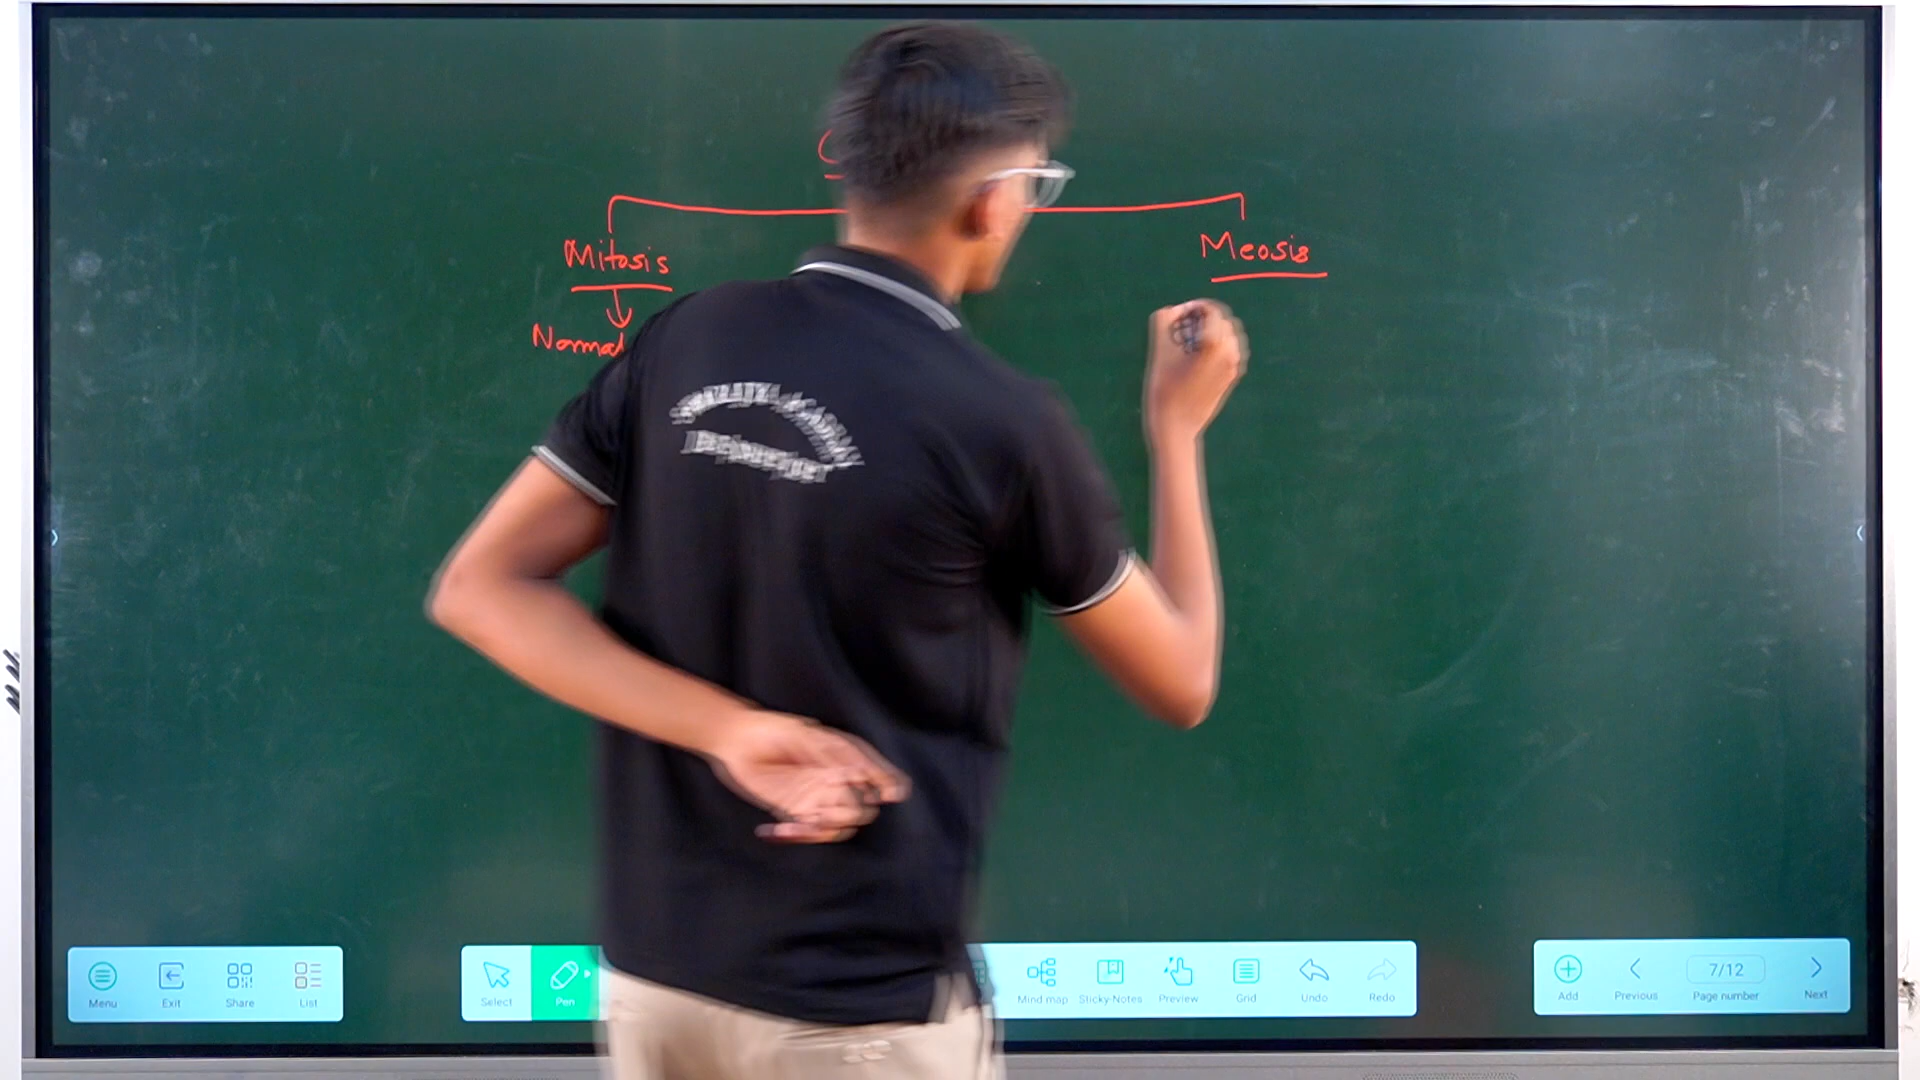 Mitosis
Meosis
Normal
ACADEMY
Menu
Exit
Share
List
Select
Pen
Mind map
Sticky-Notes
Preview
Grid
Undo
Redo
Add
Previous
7/12
Page number
Next